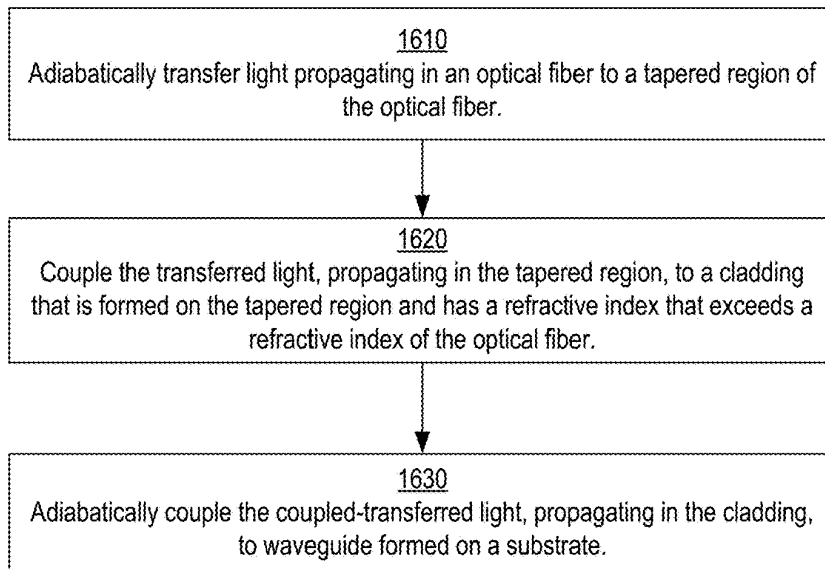 1610
Adiabatically transfer light propagating in an optical fiber to a tapered region of
the optical fiber.
1620
Couple the transferred light, propagating in the tapered region, to a cladding
that is formed on the tapered region and has a refractive index that exceeds a
refractive index of the optical fiber.
1630
Adiabatically couple the coupled-transferred light, propagating in the cladding,
to waveguide formed on a substrate.